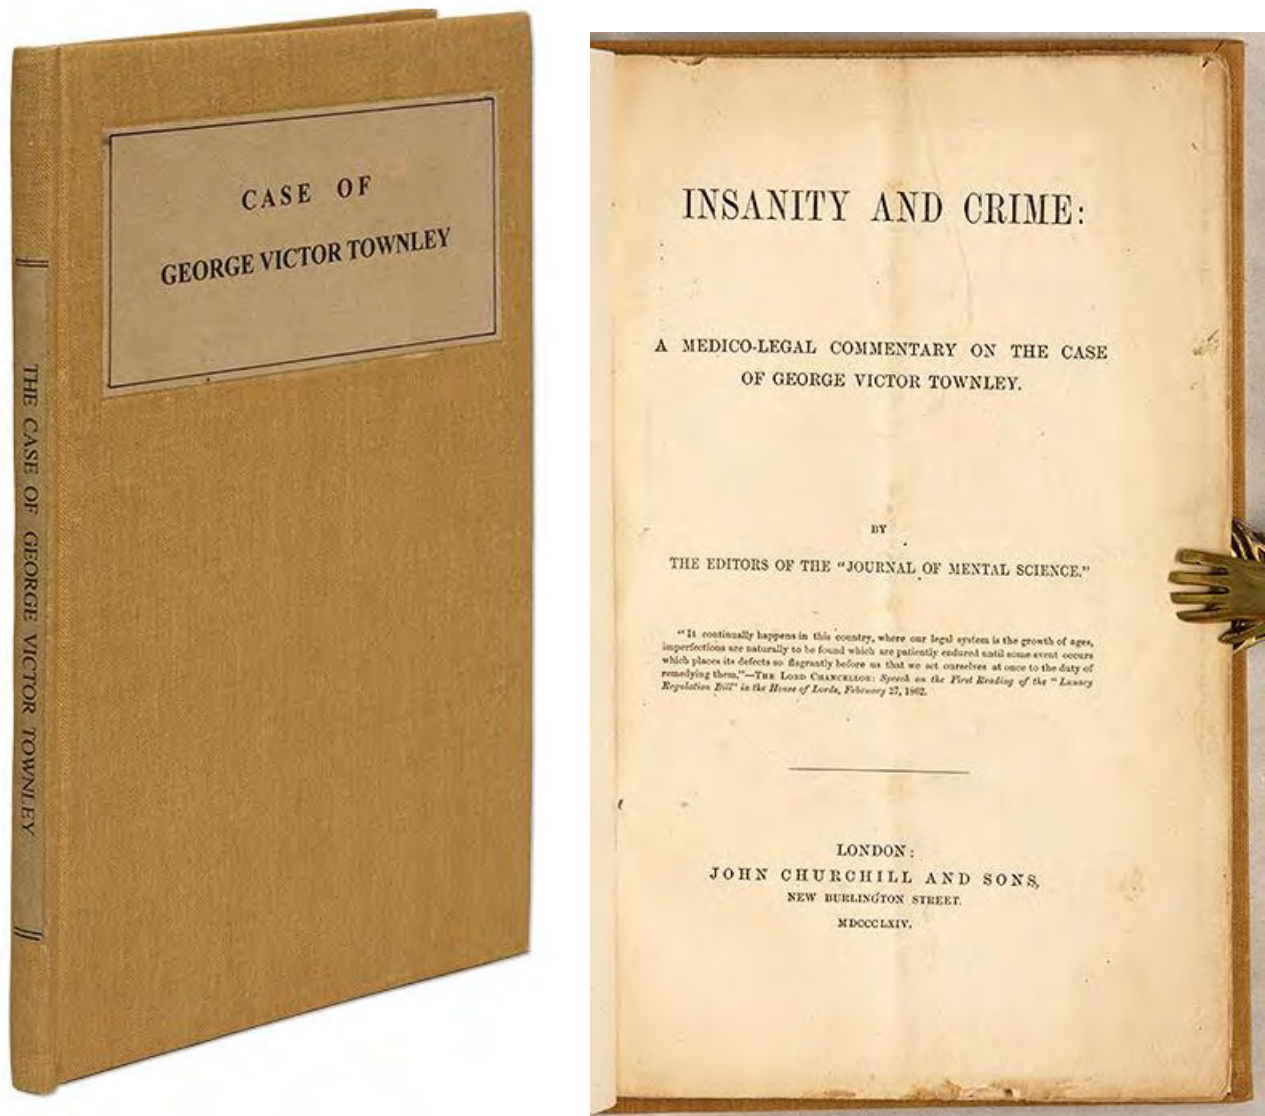 CASE OF
GEORGE VICTOR TOWNLEY
THE CASE OF GEORGE VICTOR TOWNLEY
INSANITY AND CRIME:
A MEDICO-LEGAL COMMENTARY ON THE CASE
OF GEORGE VICTOR TOWNLEY.
BY
THE EDITORS OF THE "JOURNAL OF MENTAL SCIENCE."
"It continually happens in this country, where our legal system is the growth of ages,
imperfections are naturally to be found which are patiently endured until some event occurs
which places its defects so flagrantly before us that we set ourselves at once to the duty of
remedying them,"—THE LORD CHANCELLOR: Speech on the First Reading of the "Lunacy
Regulation Bill" in the House of Lords, February 27, 1862.
LONDON:
JOHN CHURCHILL AND SONS,
NEW BURLINGTON STREET.
MDCCCLXIV.